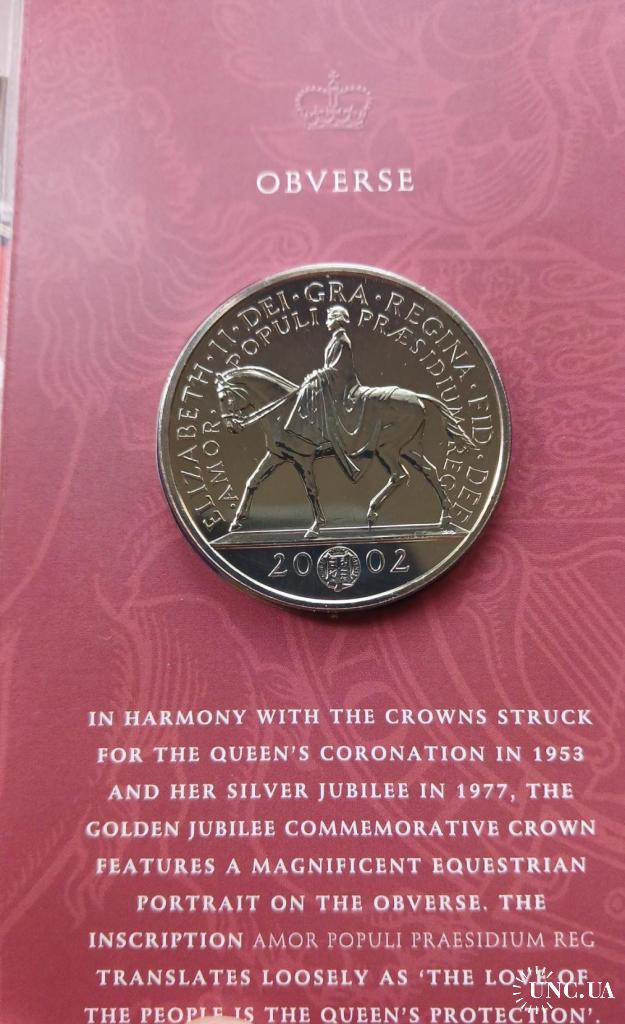 OBVERSE
ELIZABETH · II · DEI · GRA · REGINA · FID · DEF
· AMOR · POPULI PRÆSIDIUM REG ·
20 02
IN HARMONY WITH THE CROWNS STRUCK
FOR THE QUEEN'S CORONATION IN 1953
AND HER SILVER JUBILEE IN 1977, THE
GOLDEN JUBILEE COMMEMORATIVE CROWN
FEATURES A MAGNIFICENT EQUESTRIAN
PORTRAIT ON THE OBVERSE. THE
INSCRIPTION AMOR POPULI PRAESIDIUM REG
TRANSLATES LOOSELY AS 'THE LOVE OF
THE PEOPLE IS THE QUEEN'S PROTECTION'.
UNC.UA